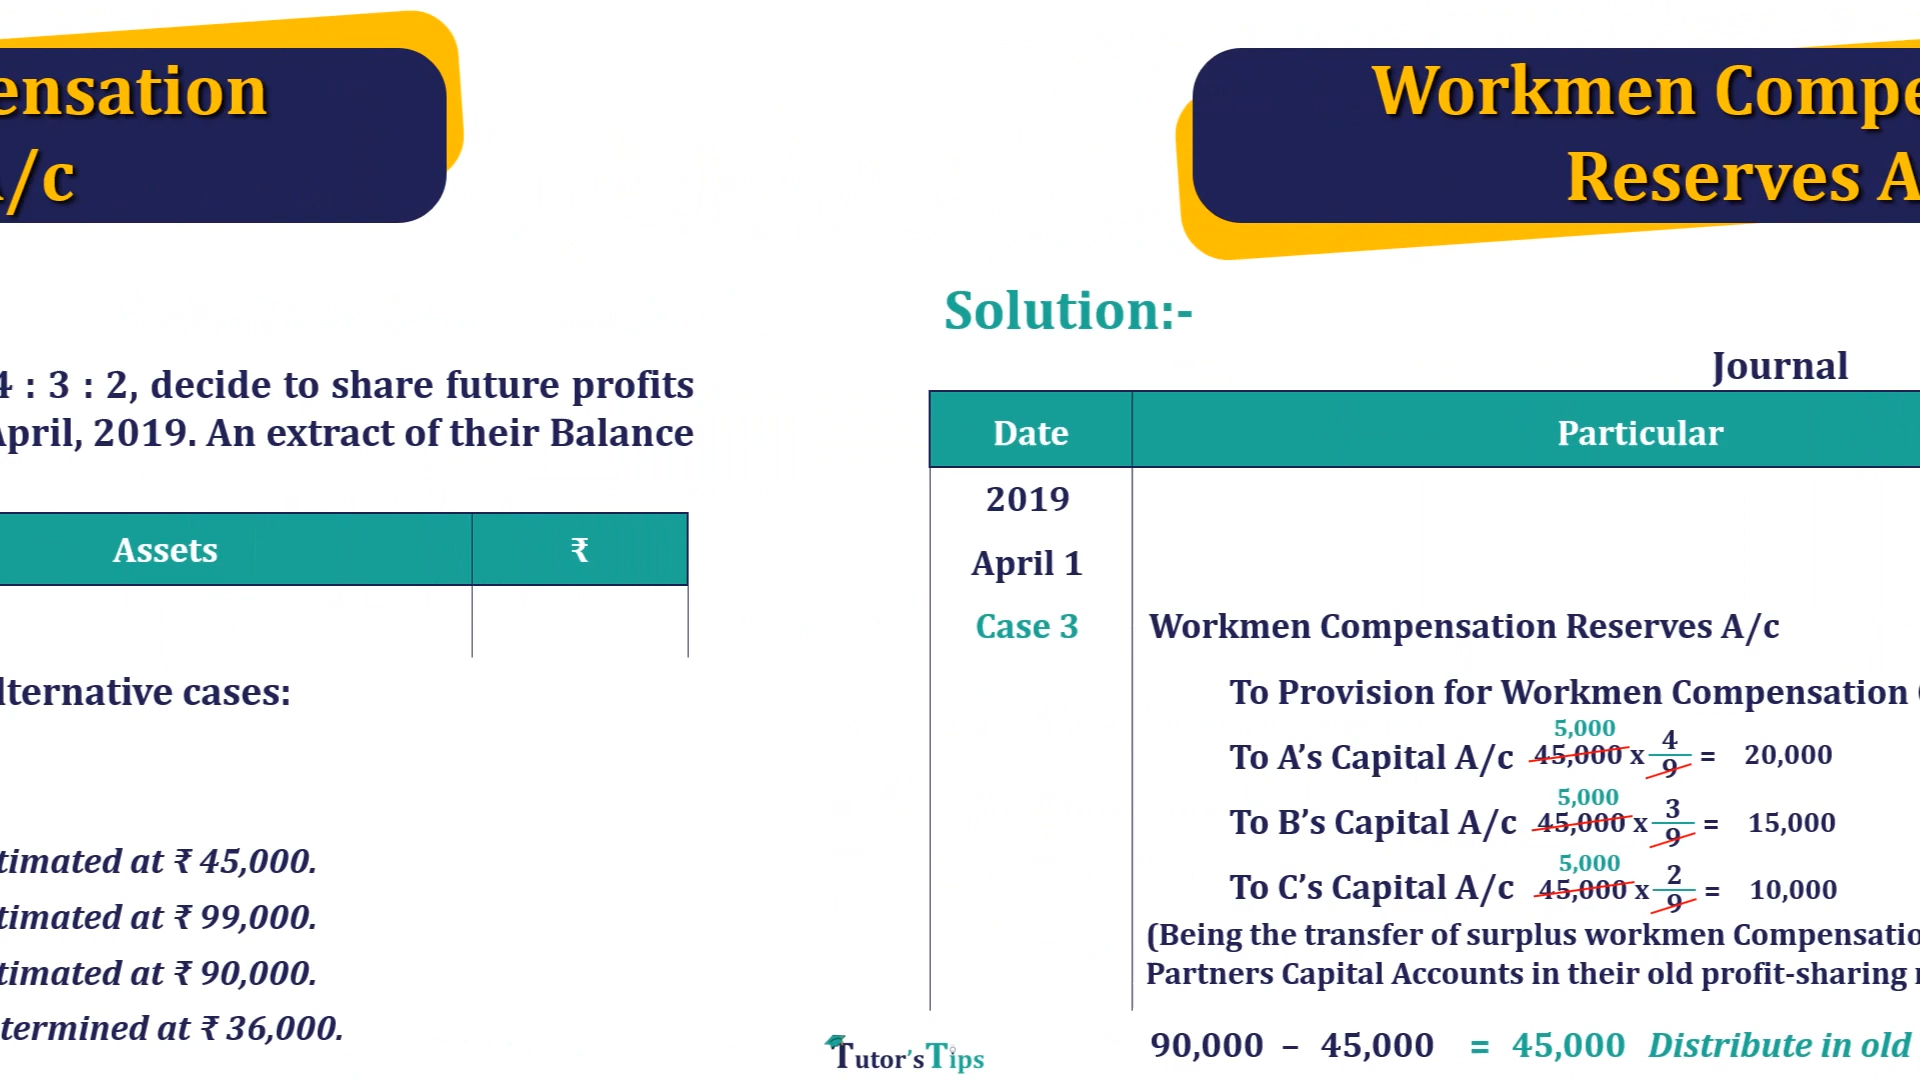 ensation
A/c
4 : 3 : 2, decide to share future profits
April, 2019. An extract of their Balance
Assets ₹
lternative cases:
timated at ₹ 45,000.
timated at ₹ 99,000.
timated at ₹ 90,000.
termined at ₹ 36,000.
Workmen Compe
Reserves A
Solution:-
Journal
Date Particular
2019
April 1
Case 3 Workmen Compensation Reserves A/c
To Provision for Workmen Compensation
5,000
To A’s Capital A/c 45,000 x 4/9 = 20,000
5,000
To B’s Capital A/c 45,000 x 3/9 = 15,000
5,000
To C’s Capital A/c 45,000 x 2/9 = 10,000
(Being the transfer of surplus workmen Compensatio
Partners Capital Accounts in their old profit-sharing
90,000 – 45,000 = 45,000 Distribute in old
Tutor’sTips